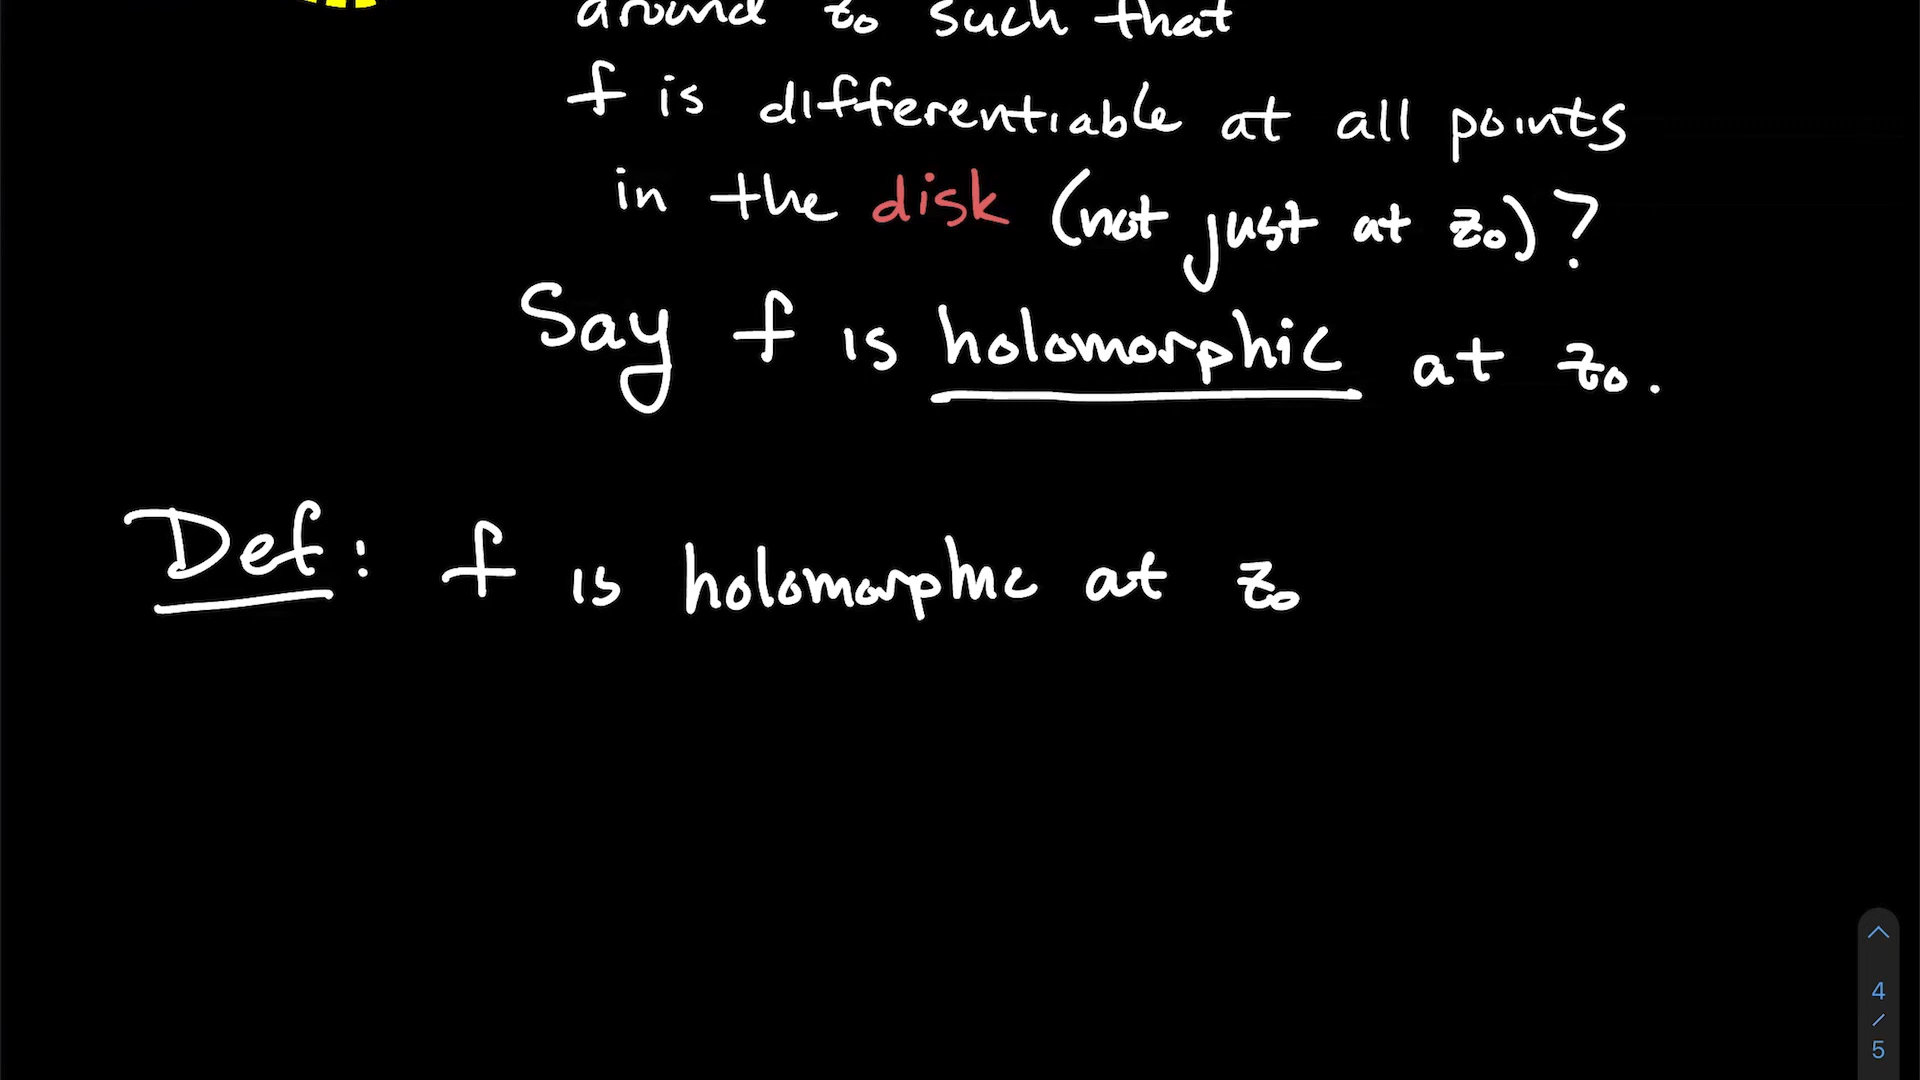 around z₀ such that
f is differentiable at all points
in the disk (not just at z₀)?
Say f is holomorphic at z₀.
Def: f is holomorphic at z₀
4
/
5